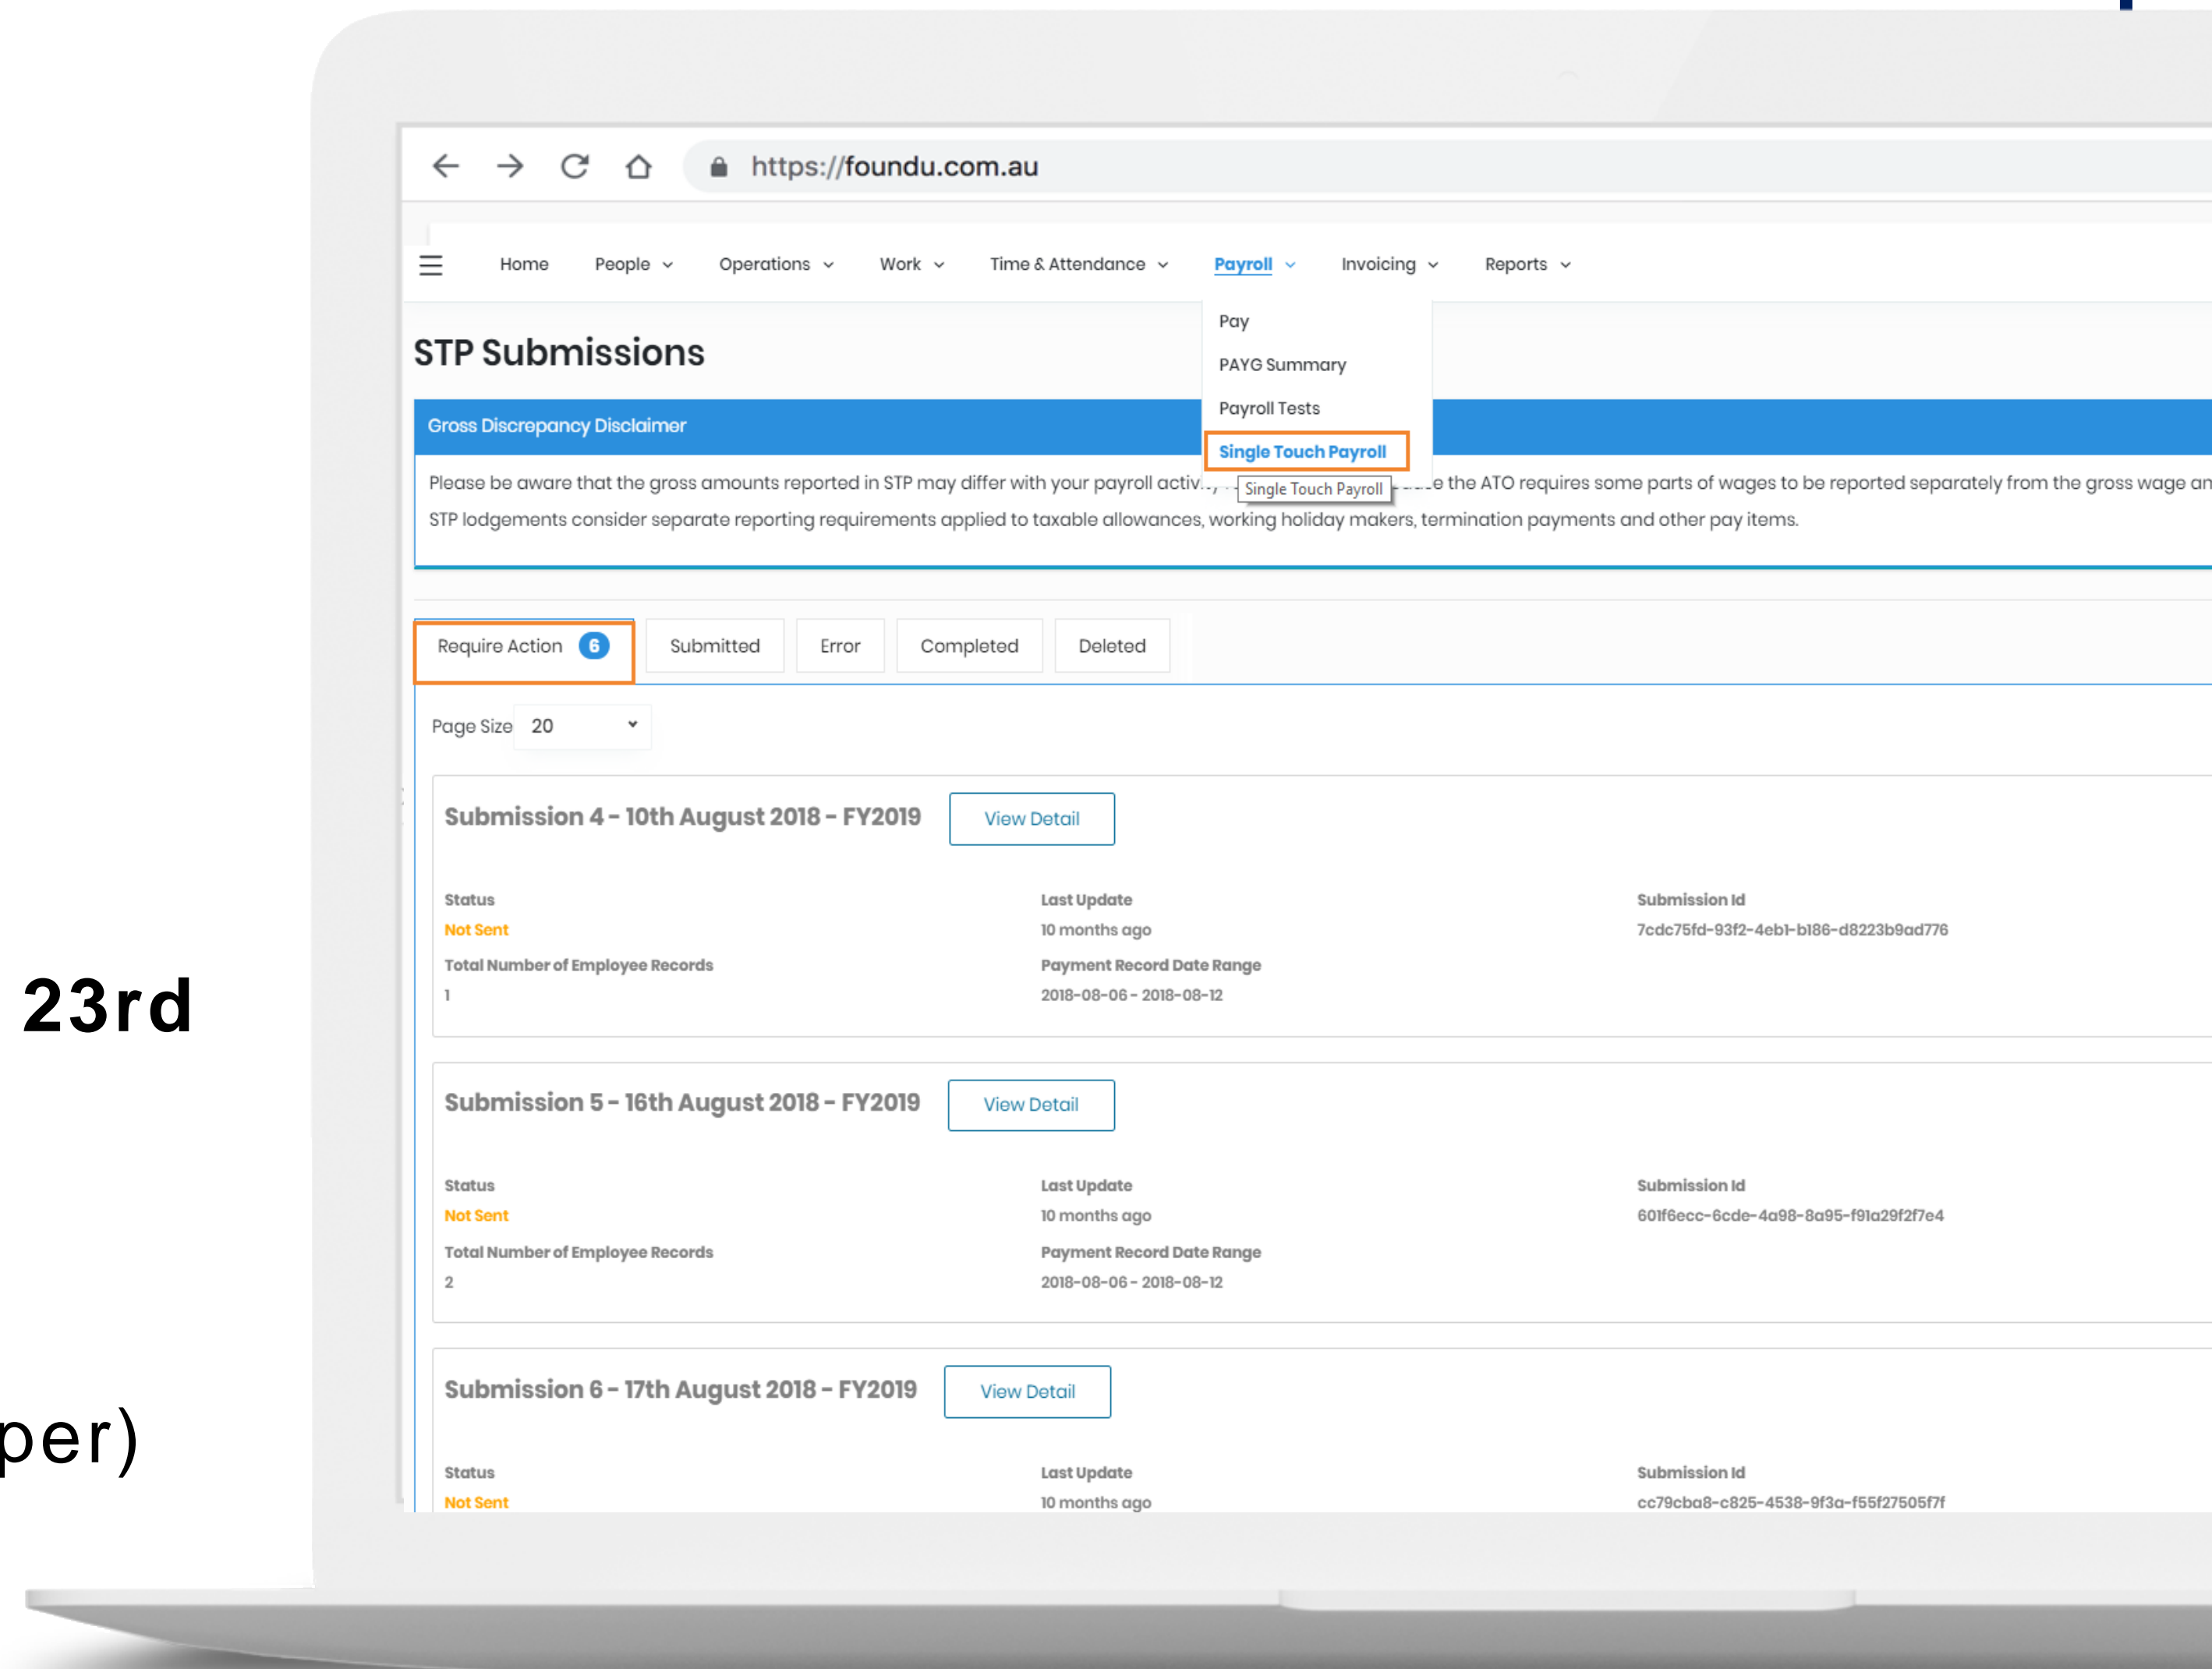 https://foundu.com.au
Home People Operations Work Time & Attendance Payroll Invoicing Reports
Pay
STP Submissions
PAYG Summary
Payroll Tests
Gross Discrepancy Disclaimer
Single Touch Payroll
Please be aware that the gross amounts reported in STP may differ with your payroll the ATO requires some parts of wages to be reported separately from the gross wage
Single Touch Payroll
STP lodgements consider separate reporting requirements applied to taxable allowances, working holiday makers, termination payments and other pay items.
Require Action 6 Submitted Error Completed Deleted
Page Size 20
Submission 4 - 10th August 2018 - FY2019 View Detail
Status Last Update Submission Id
Not Sent 10 months ago 7cdc75fd-93f2-4eb1-b186-d8223b9ad776
Total Number of Employee Records Payment Record Date Range
1 2018-08-06 - 2018-08-12
23rd
Submission 5 - 16th August 2018 - FY2019 View Detail
Status Last Update Submission Id
Not Sent 10 months ago 601f6ecc-6cde-4a98-8a95-f91a29f2f7e4
Total Number of Employee Records Payment Record Date Range
2 2018-08-06 - 2018-08-12
Submission 6 - 17th August 2018 - FY2019 View Detail
per)
Status Last Update Submission Id
Not Sent 10 months ago cc79cba8-c825-4538-9f3a-f55f27505f7f